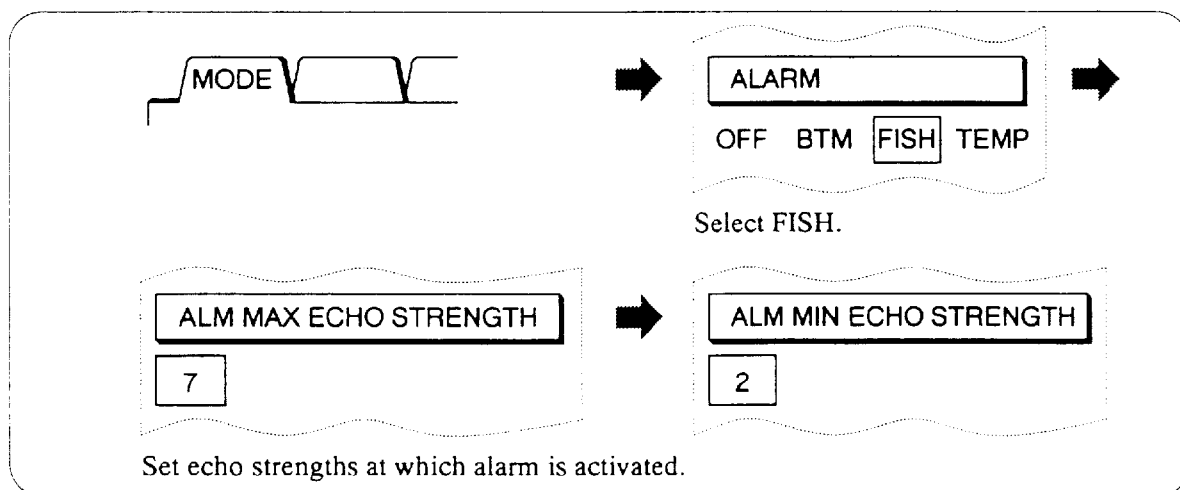 MODE
ALARM
OFF BTM FISH TEMP
Select FISH.
ALM MAX ECHO STRENGTH
7
ALM MIN ECHO STRENGTH
2
Set echo strengths at which alarm is activated.